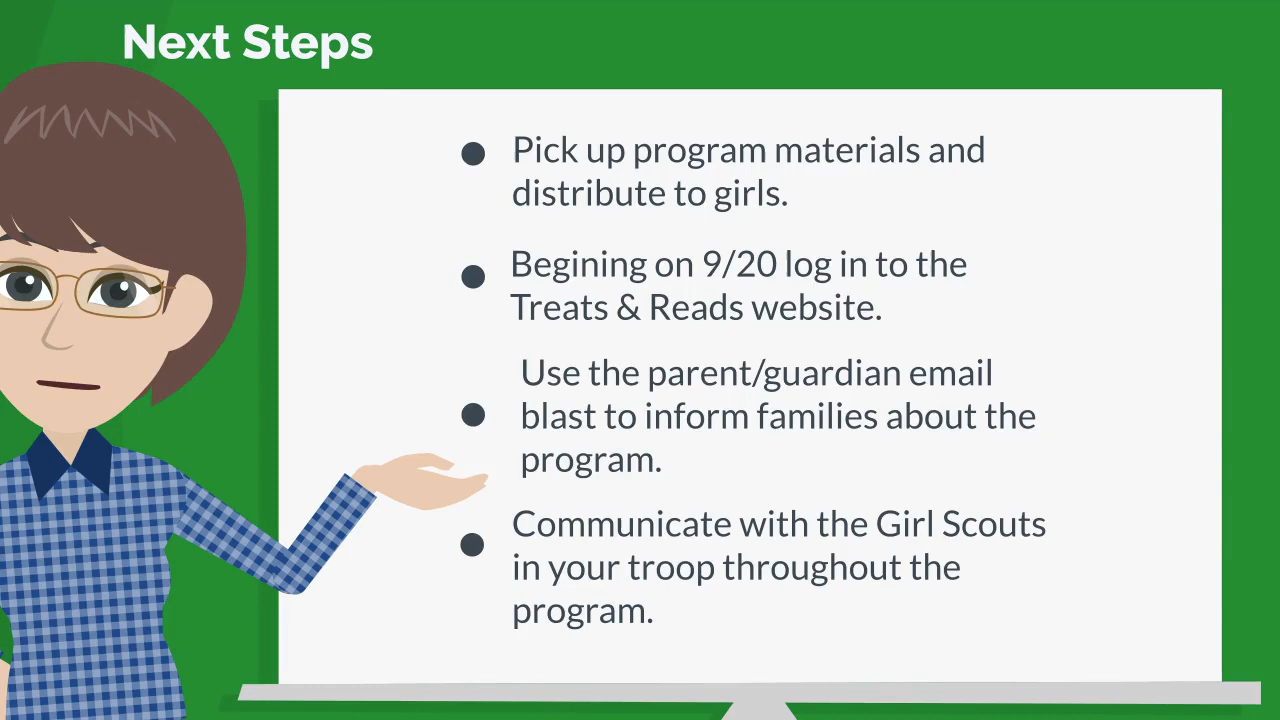 Next Steps
Pick up program materials and
distribute to girls.
Begining on 9/20 log in to the
Treats & Reads website.
Use the parent/guardian email
blast to inform families about the
program.
Communicate with the Girl Scouts
in your troop throughout the
program.